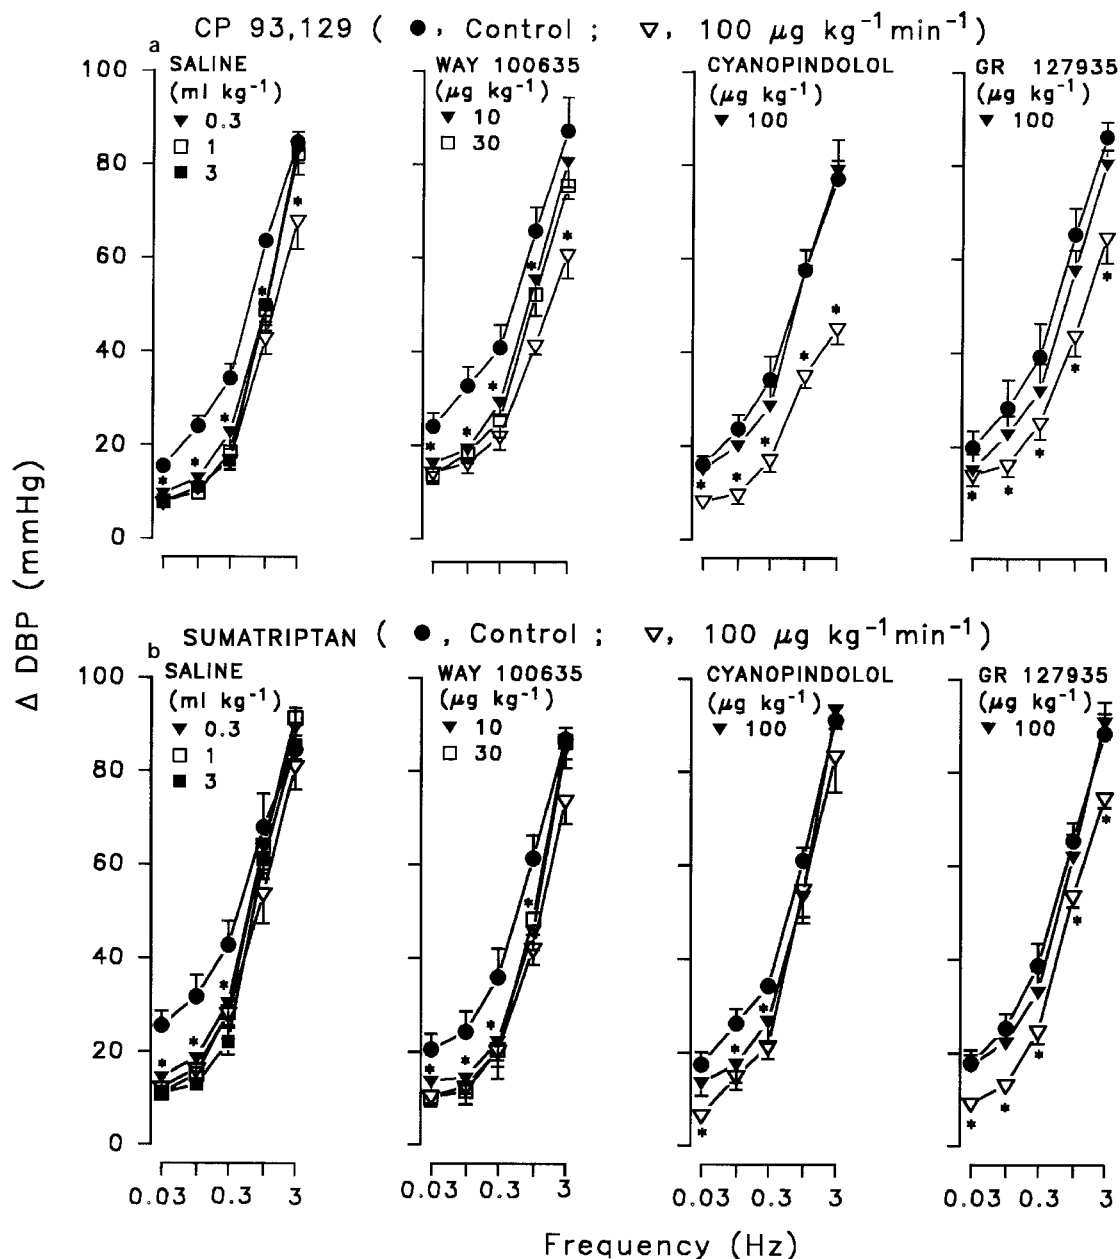 CP 93,129 ( ●, Control ; ▽, 100 μg kg⁻¹min⁻¹)
a
SALINE
(ml kg⁻¹)
▼ 0.3
□ 1
■ 3
WAY 100635
(μg kg⁻¹)
▼ 10
□ 30
CYANOPINDOLOL
(μg kg⁻¹)
▼ 100
GR 127935
(μg kg⁻¹)
▼ 100
100
80
60
40
20
0
Δ DBP (mmHg)
b
SUMATRIPTAN ( ●, Control ; ▽, 100 μg kg⁻¹min⁻¹)
SALINE
(ml kg⁻¹)
▼ 0.3
□ 1
■ 3
WAY 100635
(μg kg⁻¹)
▼ 10
□ 30
CYANOPINDOLOL
(μg kg⁻¹)
▼ 100
GR 127935
(μg kg⁻¹)
▼ 100
100
80
60
40
20
0
0.03 0.3 3
0.03 0.3 3
0.03 0.3 3
0.03 0.3 3
Frequency (Hz)